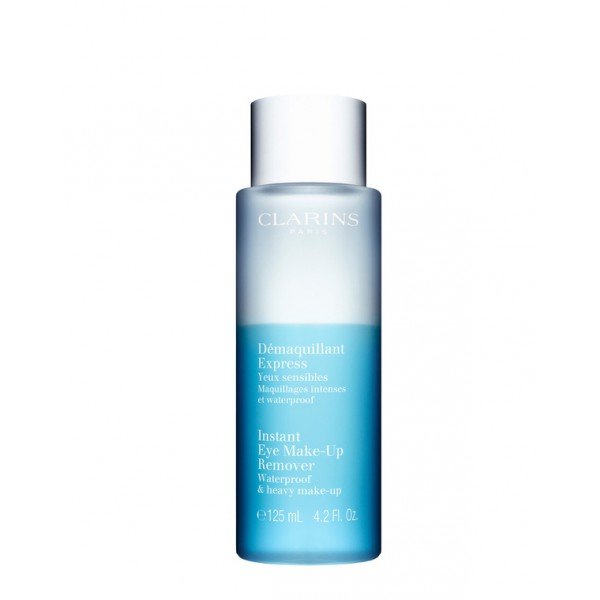 CLARINS
PARIS
Démaquillant
Express
Yeux sensibles
Maquillages intenses
et waterproof
Instant
Eye Make-Up
Remover
Waterproof
& heavy make-up
℮125 mL 4.2 Fl. Oz.